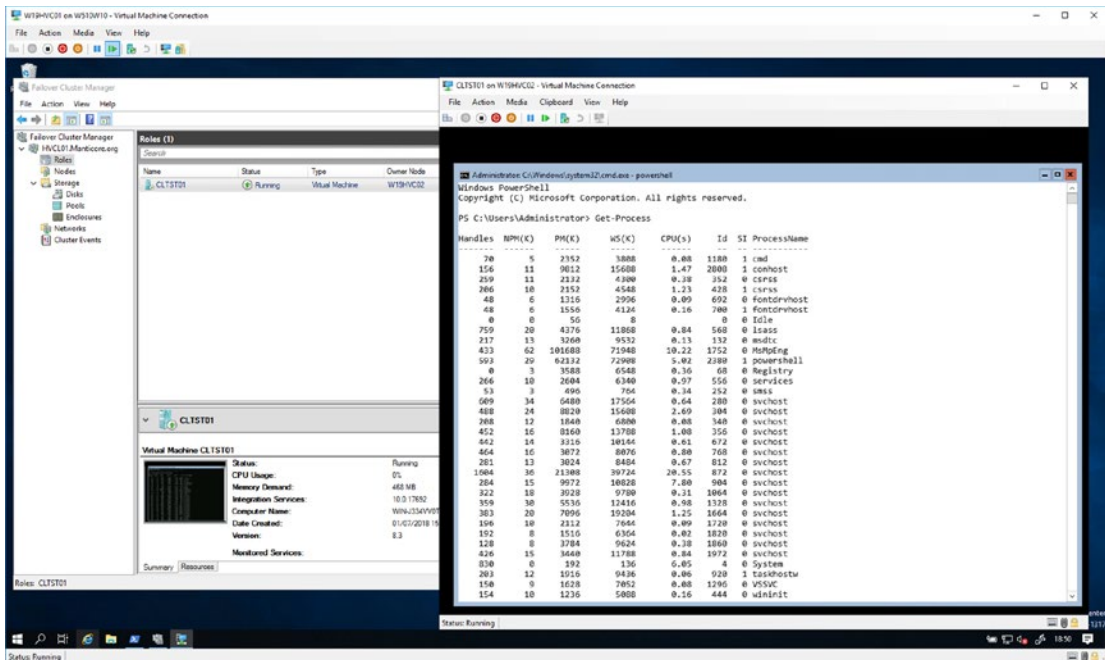 W19HVC01 on W510W10 - Virtual Machine Connection
File Action Media View Help
Failover Cluster Manager
File Action View Help
Failover Cluster Manager
HVCL01.Manticore.org
Roles
Nodes
Storage
Disks
Pools
Enclosures
Networks
Cluster Events
Roles (1)
Search
Name Status Type Owner Node
CLTST01 Running Virtual Machine W19HVC02
CLTST01
Virtual Machine CLTST01
Status: Running
CPU Usage: 0%
Memory Demand: 468 MB
Integration Services: 10.0.17692
Computer Name:
Date Created: 01/07/2018 15
Version: 8.3
Monitored Services:
Summary Resources
Roles: CLTST01
CLTST01 on W19HVC02 - Virtual Machine Connection
File Action Media Clipboard View Help
Administrator: C:\Windows\system32\cmd.exe - powershell
Windows PowerShell
Copyright (C) Microsoft Corporation. All rights reserved.
PS C:\Users\Administrator> Get-Process
Handles NPM(K) PM(K) WS(K) CPU(s) Id SI ProcessName
------- ------ ----- ----- ------ -- -- -----------
70 5 2352 3808 0.08 1180 1 cmd
156 11 9812 15688 1.47 2808 1 conhost
259 11 2132 4300 0.38 352 0 csrss
206 10 2152 4548 1.23 428 1 csrss
48 6 1316 2996 0.09 692 0 fontdrvhost
48 6 1556 4124 0.16 700 1 fontdrvhost
0 0 56 8 0 0 Idle
759 20 4376 11868 0.84 568 0 lsass
217 13 3260 9532 0.13 132 0 msdtc
433 62 101688 71948 10.22 1752 0 MsMpEng
593 29 62132 72908 5.02 2380 1 powershell
0 3 3588 6548 0.36 68 0 Registry
266 10 2604 6340 0.97 556 0 services
53 3 496 764 0.34 252 0 smss
609 34 6480 17564 0.64 280 0 svchost
488 24 8820 15608 2.69 304 0 svchost
208 12 1840 6800 0.08 340 0 svchost
452 16 8160 13788 1.08 356 0 svchost
442 14 3316 10144 0.61 672 0 svchost
464 16 3072 8076 0.80 768 0 svchost
281 13 3024 8484 0.67 812 0 svchost
1604 36 21308 39724 20.55 872 0 svchost
284 15 9972 10828 7.80 904 0 svchost
322 18 3928 9780 0.31 1064 0 svchost
359 30 5536 12416 0.98 1328 0 svchost
383 20 7096 19204 1.25 1664 0 svchost
196 10 2112 7644 0.09 1720 0 svchost
192 8 1516 6364 0.02 1820 0 svchost
128 8 3784 9624 0.38 1860 0 svchost
426 15 3440 11788 0.84 1972 0 svchost
830 0 192 136 6.05 4 0 System
203 12 1916 9436 0.06 920 1 taskhostw
150 9 1628 7052 0.08 1296 0 VSSVC
154 10 1236 5088 0.16 444 0 wininit
Status: Running
18:50
Status: Running